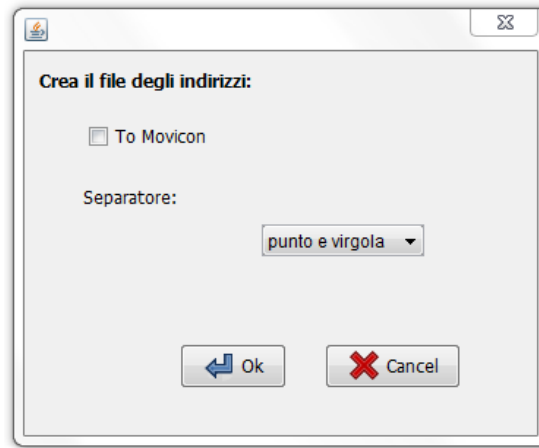 Crea il file degli indirizzi:
To Movicon
Separatore:
punto e virgola
Ok
Cancel